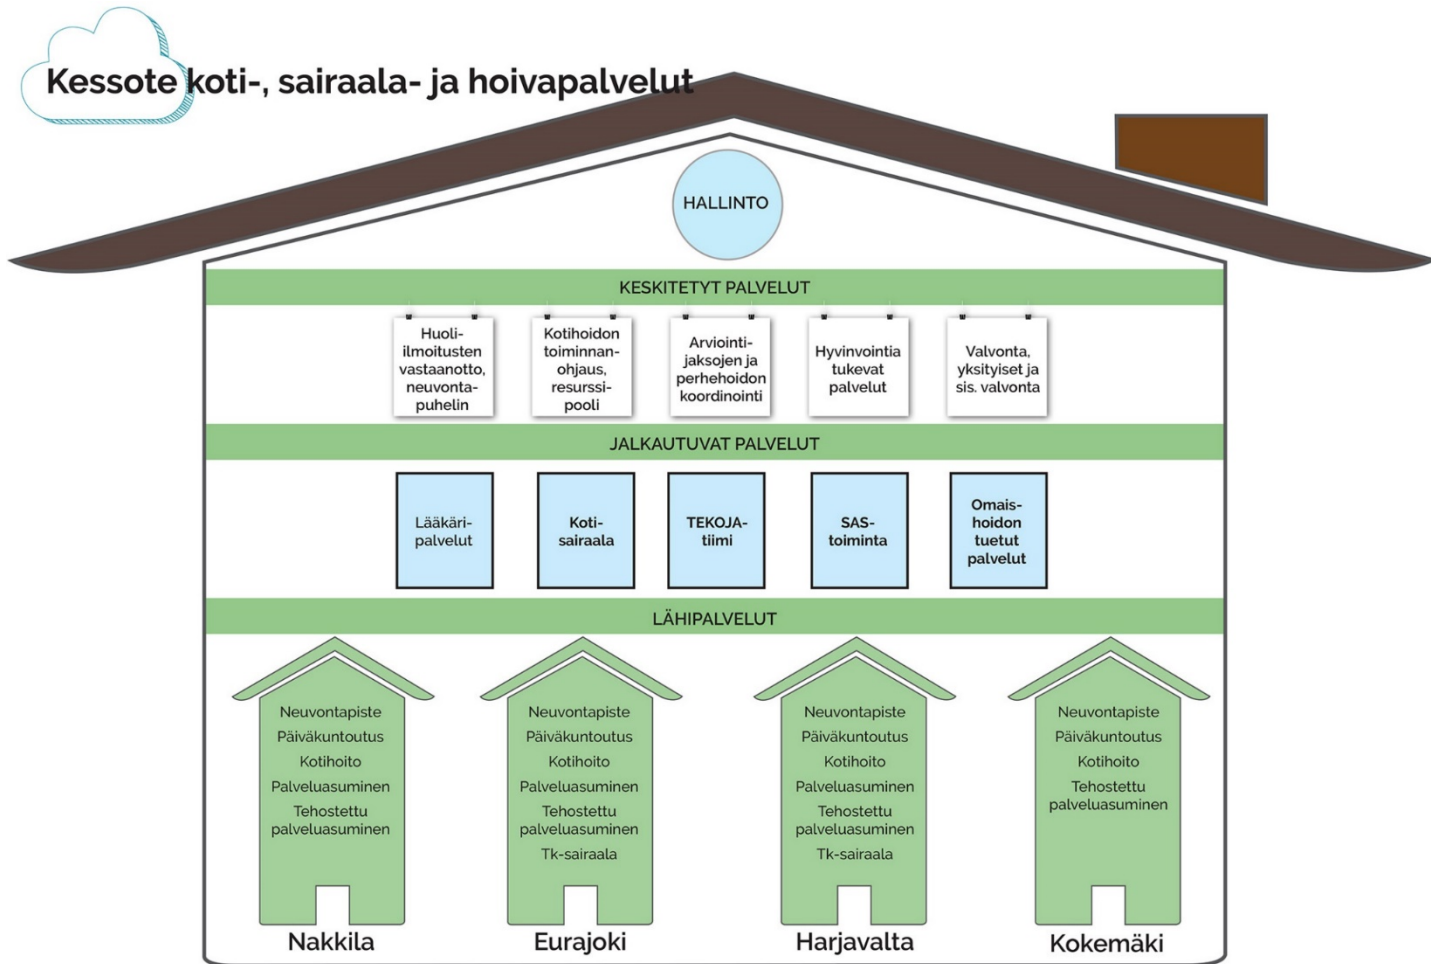 Kessote koti-, sairaala- ja hoivapalvelut
HALLINTO
KESKITETYT PALVELUT
Huoli-
ilmoitusten
vastaanotto,
neuvonta-
puhelin
Kotihoidon
toiminnan-
ohjaus,
resurssi-
pooli
Arviointi-
jaksojen ja
perhehoidon
koordinointi
Hyvinvointia
tukevat
palvelut
Valvonta,
yksityiset ja
sis. valvonta
JALKAUTUVAT PALVELUT
Lääkäri-
palvelut
Koti-
sairaala
TEKOJA-
tiimi
SAS-
toiminta
Omais-
hoidon
tuetut
palvelut
LÄHIPALVELUT
Neuvontapiste
Päiväkuntoutus
Kotihoito
Palveluasuminen
Tehostettu
palveluasuminen
Nakkila
Neuvontapiste
Päiväkuntoutus
Kotihoito
Palveluasuminen
Tehostettu
palveluasuminen
Tk-sairaala
Eurajoki
Neuvontapiste
Päiväkuntoutus
Kotihoito
Palveluasuminen
Tehostettu
palveluasuminen
Tk-sairaala
Harjavalta
Neuvontapiste
Päiväkuntoutus
Kotihoito
Tehostettu
palveluasuminen
Kokemäki